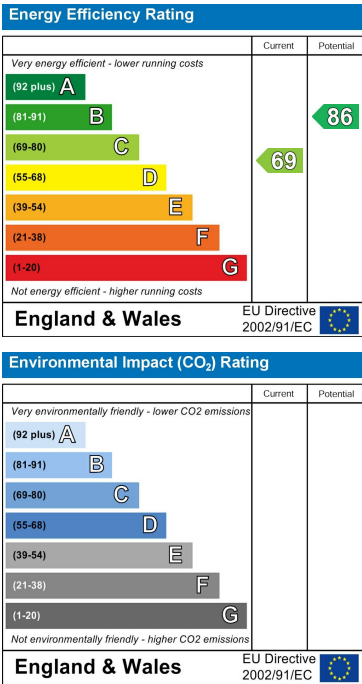 Energy Efficiency Rating
Current Potential
Very energy efficient - lower running costs
(92 plus) A
(81-91) B
(69-80) C
(55-68) D
(39-54) E
(21-38) F
(1-20) G
69
86
Not energy efficient - higher running costs
England & Wales
EU Directive
2002/91/EC
Environmental Impact (CO₂) Rating
Current Potential
Very environmentally friendly - lower CO2 emissions
(92 plus) A
(81-91) B
(69-80) C
(55-68) D
(39-54) E
(21-38) F
(1-20) G
Not environmentally friendly - higher CO2 emissions
England & Wales
EU Directive
2002/91/EC